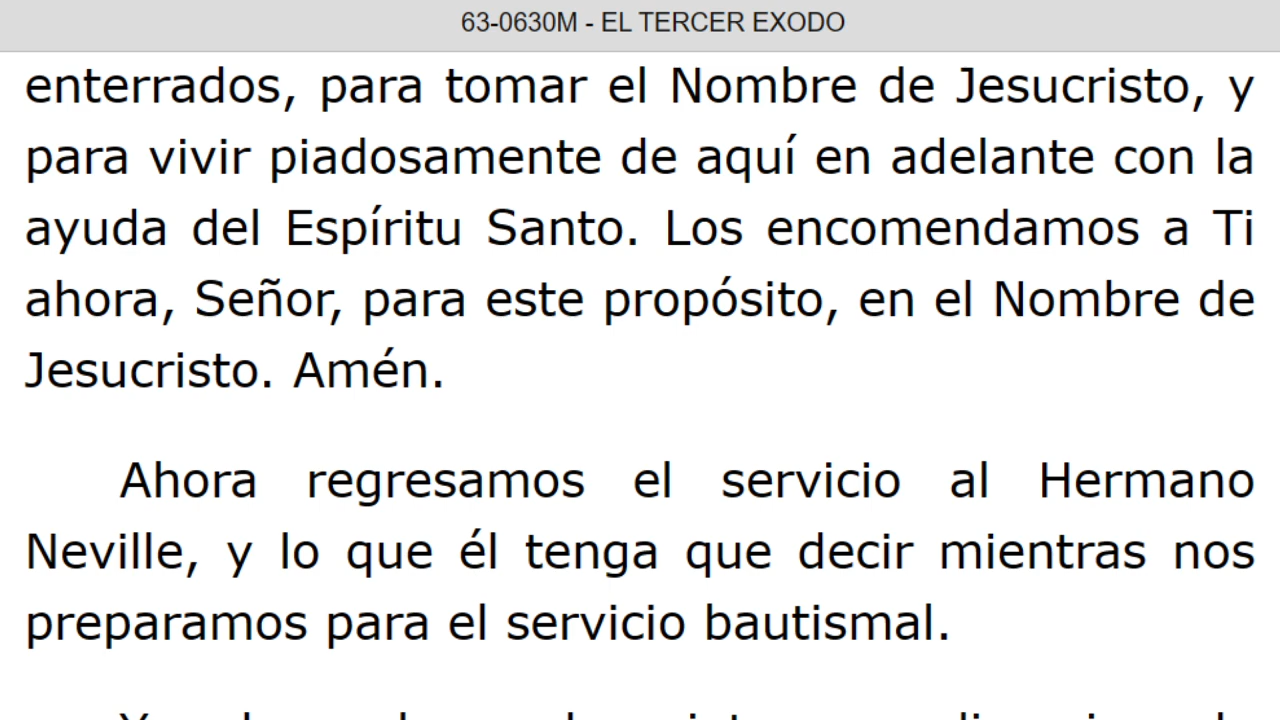 63-0630M - EL TERCER EXODO
enterrados, para tomar el Nombre de Jesucristo, y
para vivir piadosamente de aquí en adelante con la
ayuda del Espíritu Santo. Los encomendamos a Ti
ahora, Señor, para este propósito, en el Nombre de
Jesucristo. Amén.
Ahora regresamos el servicio al Hermano
Neville, y lo que él tenga que decir mientras nos
preparamos para el servicio bautismal.